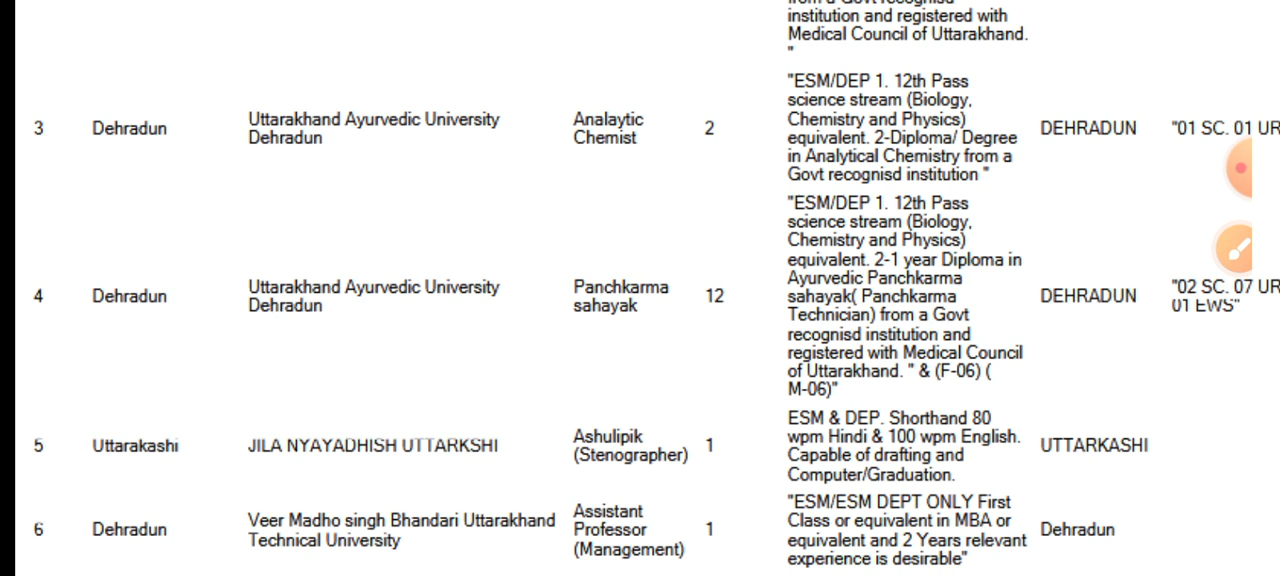 from a Govt recognisd
institution and registered with
Medical Council of Uttarakhand.
"
3
Dehradun
Uttarakhand Ayurvedic University
Dehradun
Analaytic
Chemist
2
"ESM/DEP 1. 12th Pass
science stream (Biology,
Chemistry and Physics)
equivalent. 2-Diploma/ Degree
in Analytical Chemistry from a
Govt recognisd institution "
DEHRADUN
"01 SC. 01 UR
4
Dehradun
Uttarakhand Ayurvedic University
Dehradun
Panchkarma
sahayak
12
"ESM/DEP 1. 12th Pass
science stream (Biology,
Chemistry and Physics)
equivalent. 2-1 year Diploma in
Ayurvedic Panchkarma
sahayak( Panchkarma
Technician) from a Govt
recognisd institution and
registered with Medical Council
of Uttarakhand. " & (F-06) (
M-06)"
DEHRADUN
"02 SC. 07 UR
01 EWS"
5
Uttarakashi
JILA NYAYADHISH UTTARKSHI
Ashulipik
(Stenographer)
1
ESM & DEP. Shorthand 80
wpm Hindi & 100 wpm English.
Capable of drafting and
Computer/Graduation.
UTTARKASHI
6
Dehradun
Veer Madho singh Bhandari Uttarakhand
Technical University
Assistant
Professor
(Management)
1
"ESM/ESM DEPT ONLY First
Class or equivalent in MBA or
equivalent and 2 Years relevant
experience is desirable"
Dehradun